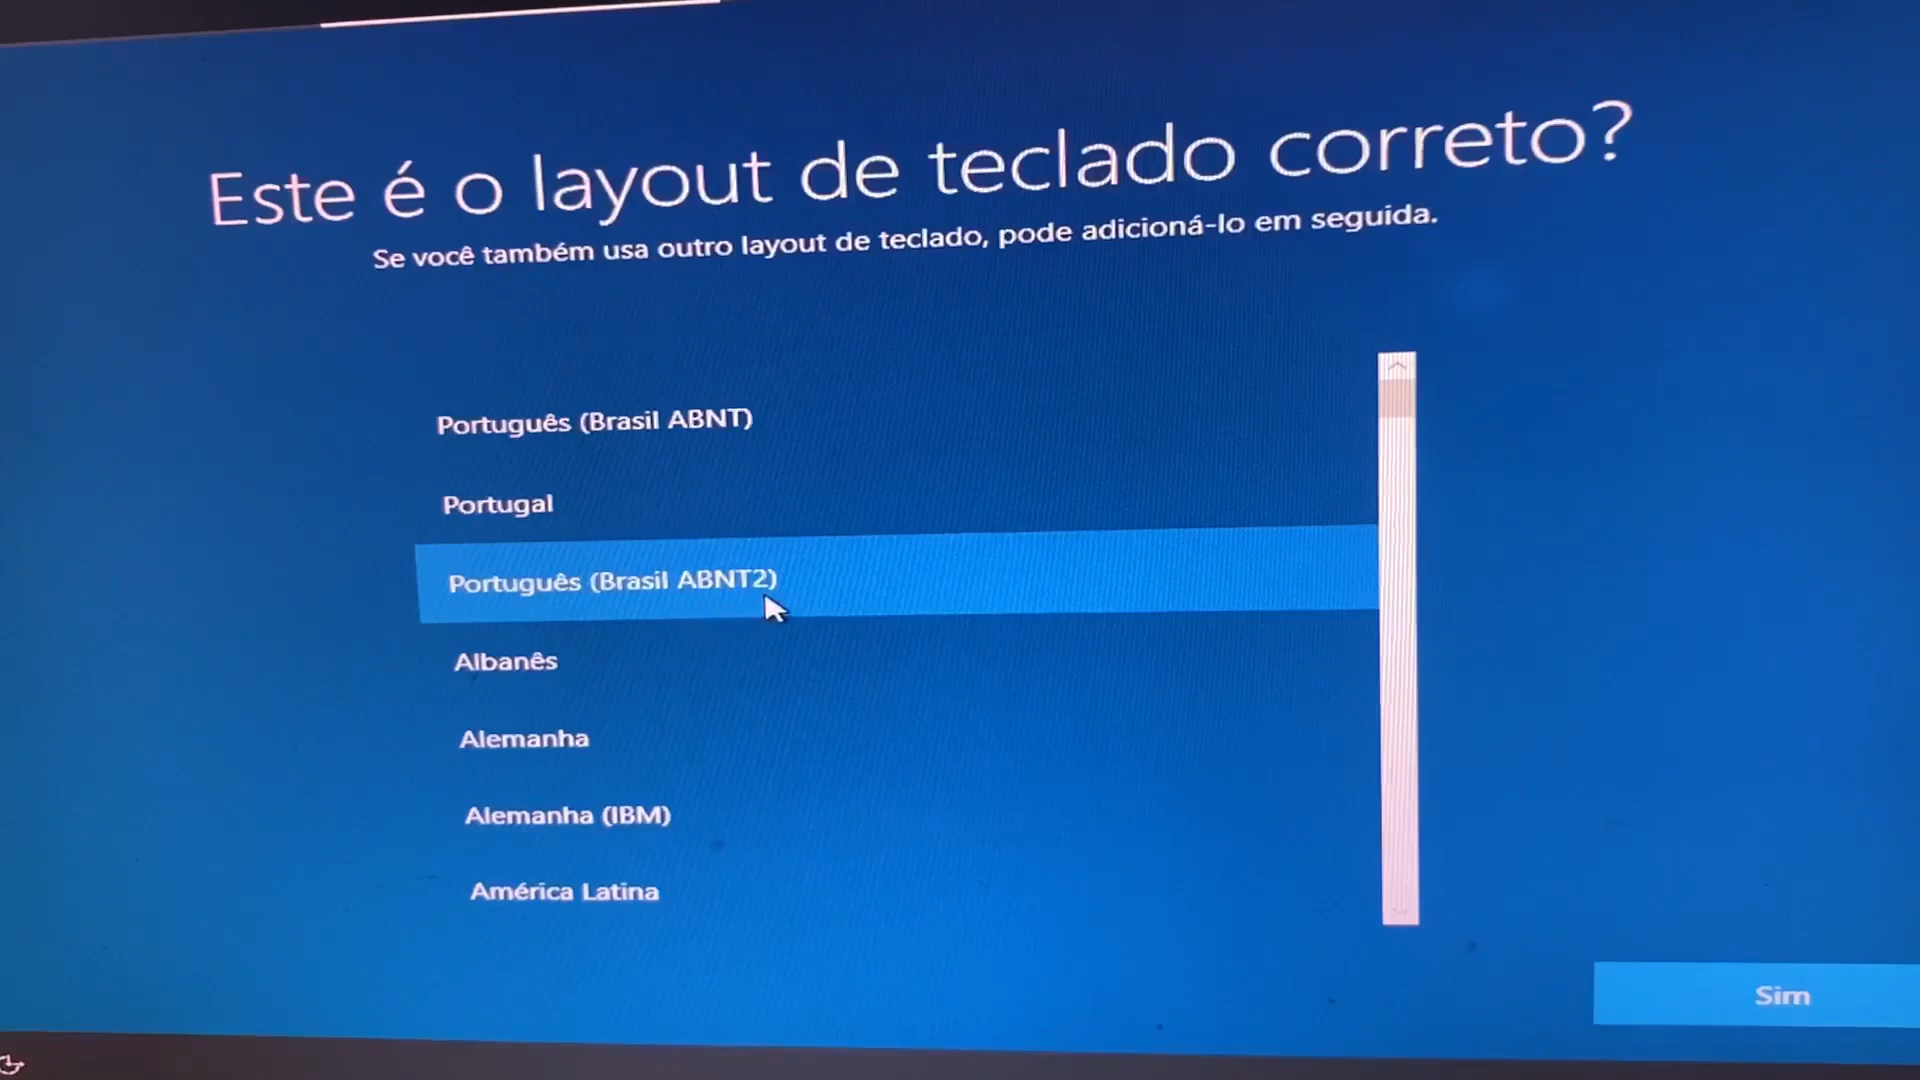 Este é o layout de teclado correto?
Se você também usa outro layout de teclado, pode adicioná-lo em seguida.
Português (Brasil ABNT)
Portugal
Português (Brasil ABNT2)
Albanês
Alemanha
Alemanha (IBM)
América Latina
Sim